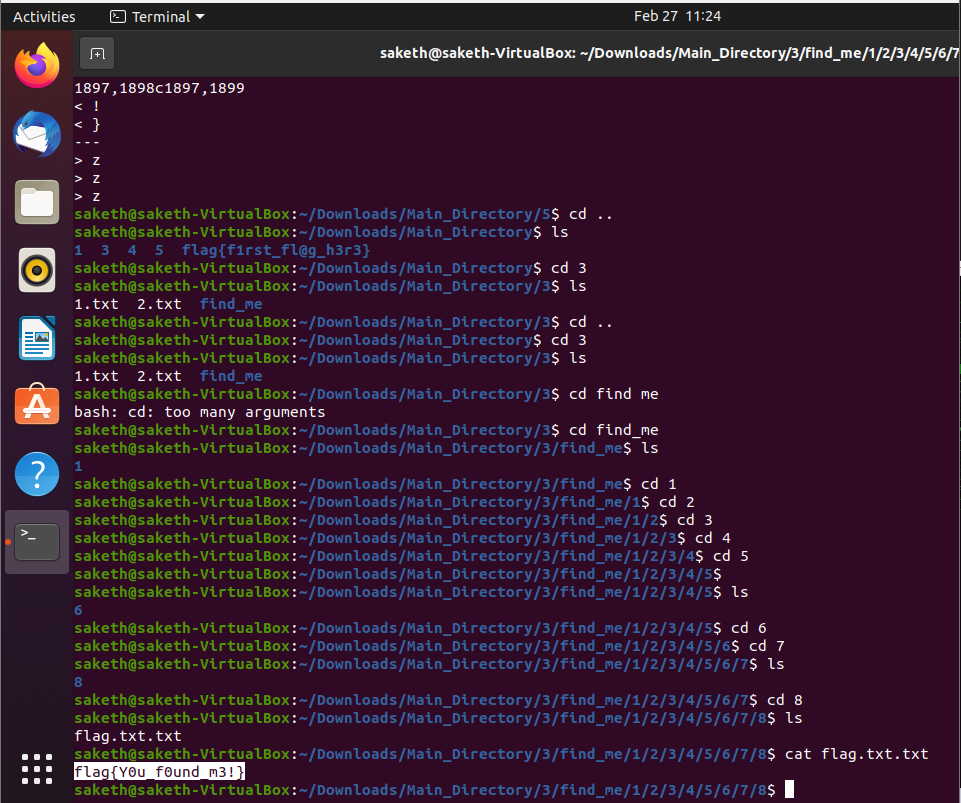 Activities Terminal Feb 27 11:24
saketh@saketh-VirtualBox: ~/Downloads/Main_Directory/3/find_me/1/2/3/4/5/6/7
1897,1898c1897,1899
< !
< }
---
> z
> z
> z
saketh@saketh-VirtualBox:~/Downloads/Main_Directory/5$ cd ..
saketh@saketh-VirtualBox:~/Downloads/Main_Directory$ ls
1 3 4 5 flag{f1rst_fl@g_h3r3}
saketh@saketh-VirtualBox:~/Downloads/Main_Directory$ cd 3
saketh@saketh-VirtualBox:~/Downloads/Main_Directory/3$ ls
1.txt 2.txt find_me
saketh@saketh-VirtualBox:~/Downloads/Main_Directory/3$ cd ..
saketh@saketh-VirtualBox:~/Downloads/Main_Directory$ cd 3
saketh@saketh-VirtualBox:~/Downloads/Main_Directory/3$ ls
1.txt 2.txt find_me
saketh@saketh-VirtualBox:~/Downloads/Main_Directory/3$ cd find me
bash: cd: too many arguments
saketh@saketh-VirtualBox:~/Downloads/Main_Directory/3$ cd find_me
saketh@saketh-VirtualBox:~/Downloads/Main_Directory/3/find_me$ ls
1
saketh@saketh-VirtualBox:~/Downloads/Main_Directory/3/find_me$ cd 1
saketh@saketh-VirtualBox:~/Downloads/Main_Directory/3/find_me/1$ cd 2
saketh@saketh-VirtualBox:~/Downloads/Main_Directory/3/find_me/1/2$ cd 3
saketh@saketh-VirtualBox:~/Downloads/Main_Directory/3/find_me/1/2/3$ cd 4
saketh@saketh-VirtualBox:~/Downloads/Main_Directory/3/find_me/1/2/3/4$ cd 5
saketh@saketh-VirtualBox:~/Downloads/Main_Directory/3/find_me/1/2/3/4/5$
saketh@saketh-VirtualBox:~/Downloads/Main_Directory/3/find_me/1/2/3/4/5$ ls
6
saketh@saketh-VirtualBox:~/Downloads/Main_Directory/3/find_me/1/2/3/4/5$ cd 6
saketh@saketh-VirtualBox:~/Downloads/Main_Directory/3/find_me/1/2/3/4/5/6$ cd 7
saketh@saketh-VirtualBox:~/Downloads/Main_Directory/3/find_me/1/2/3/4/5/6/7$ ls
8
saketh@saketh-VirtualBox:~/Downloads/Main_Directory/3/find_me/1/2/3/4/5/6/7$ cd 8
saketh@saketh-VirtualBox:~/Downloads/Main_Directory/3/find_me/1/2/3/4/5/6/7/8$ ls
flag.txt.txt
saketh@saketh-VirtualBox:~/Downloads/Main_Directory/3/find_me/1/2/3/4/5/6/7/8$ cat flag.txt.txt
flag{Y0u_f0und_m3!}
saketh@saketh-VirtualBox:~/Downloads/Main_Directory/3/find_me/1/2/3/4/5/6/7/8$